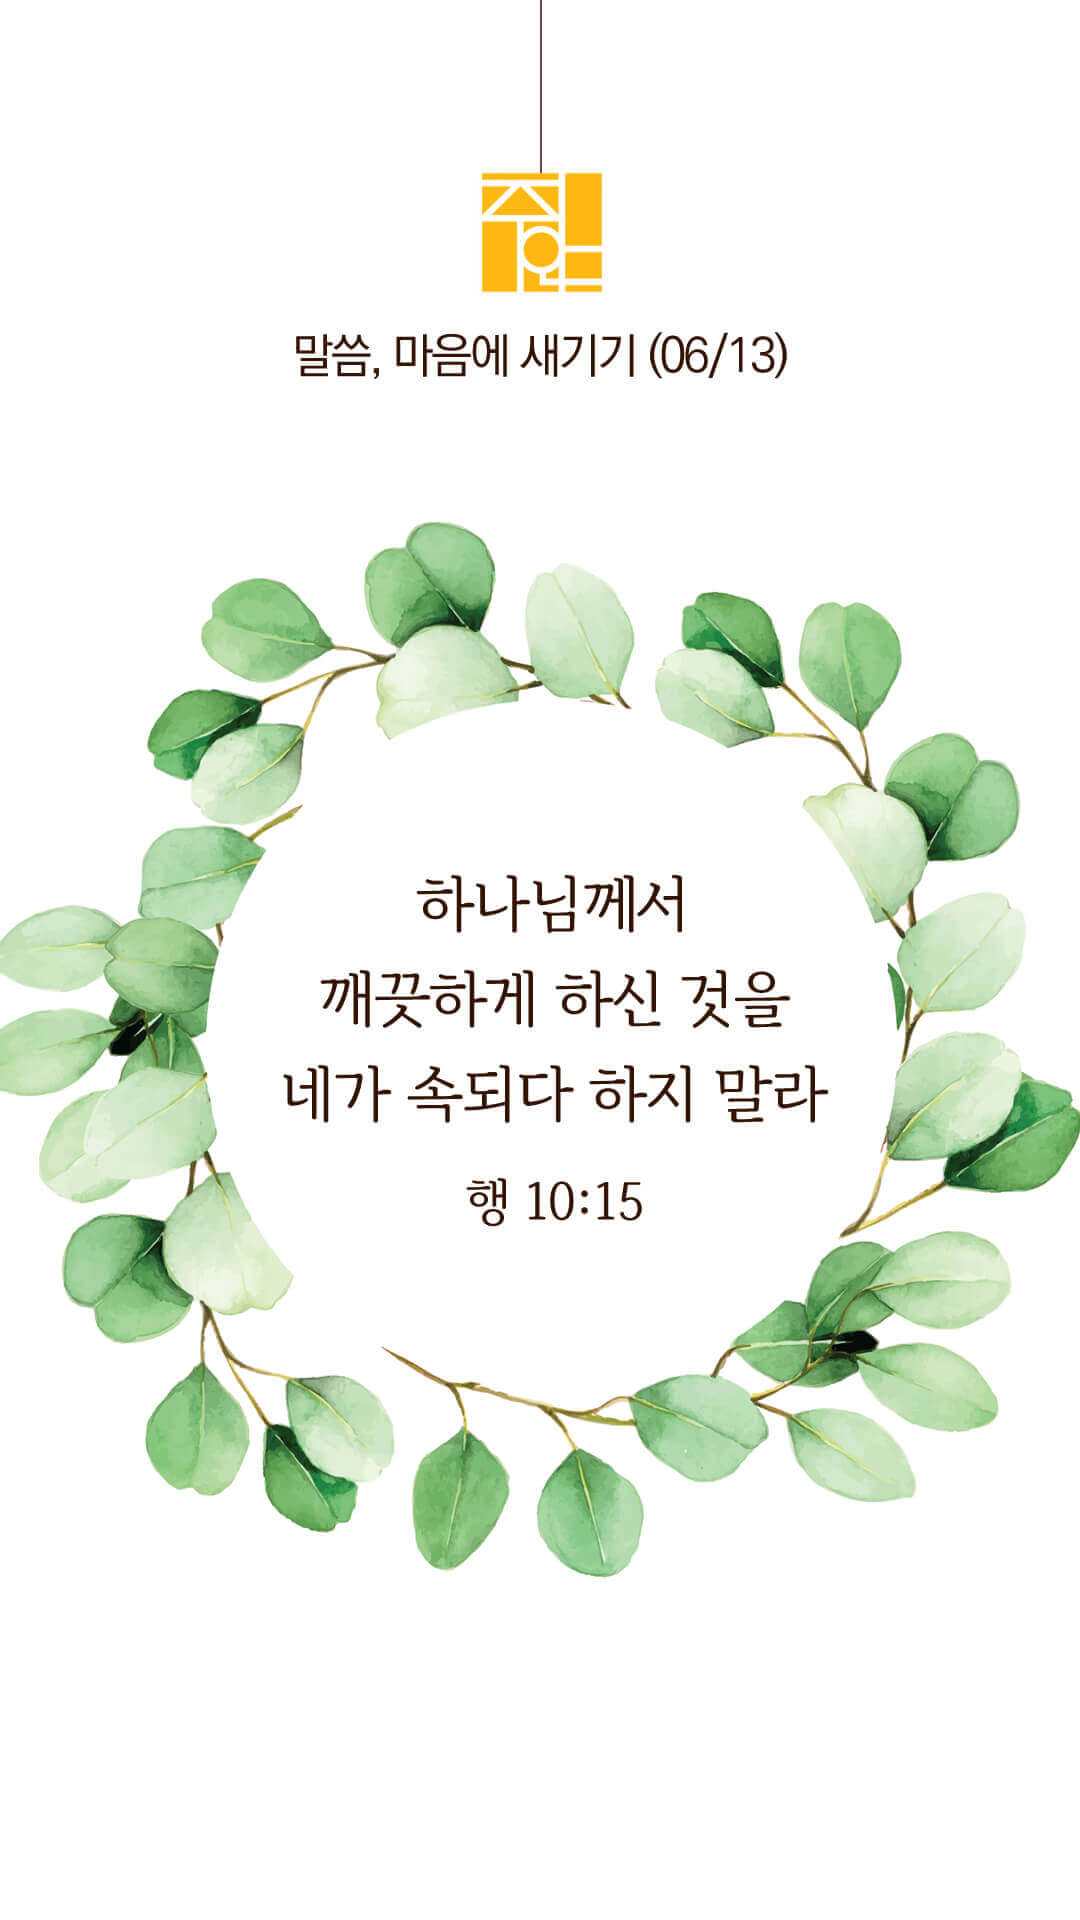 주인
말씀, 마음에 새기기 (06/13)
하나님께서
깨끗하게 하신 것을
네가 속되다 하지 말라
행 10:15